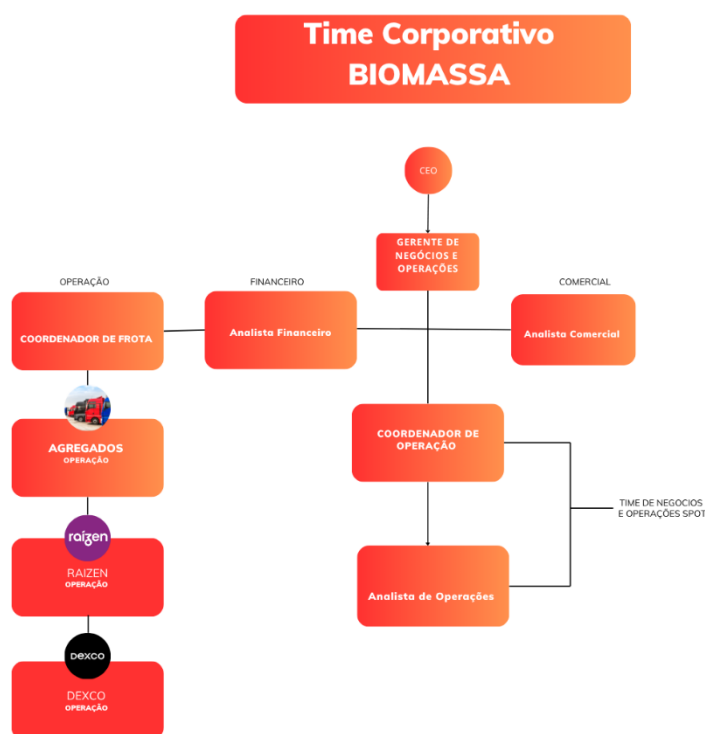 Time Corporativo
BIOMASSA
CEO
GERENTE DE
NEGÓCIOS E
OPERAÇÕES
OPERAÇÃO
FINANCEIRO
COMERCIAL
COORDENADOR DE FROTA
Analista Financeiro
Analista Comercial
AGREGADOS
OPERAÇÃO
COORDENADOR DE
OPERAÇÃO
TIME DE NEGOCIOS
E OPERAÇÕES SPOT
raízen
RAIZEN
OPERAÇÃO
Analista de Operações
Dexco
DEXCO
OPERAÇÃO